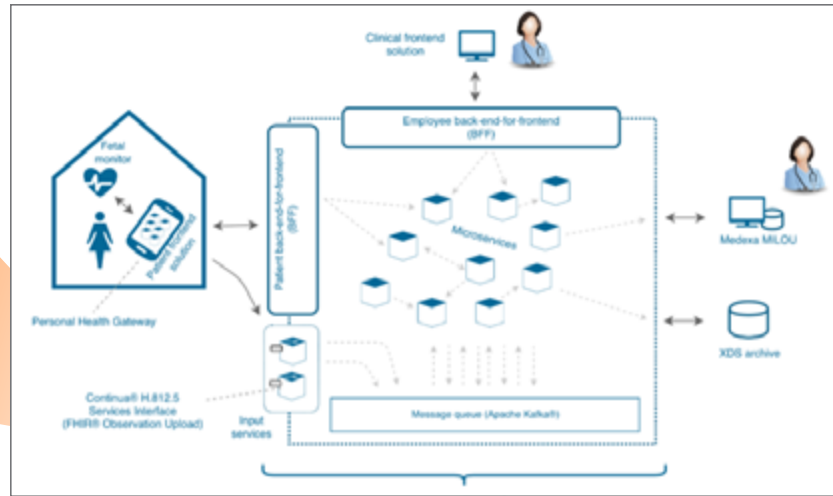 Clinical frontend
solution
Employee back-end-for-frontend
(BFF)
Fetal
monitor
Patient frontend
solution
Patient back-end-for-frontend
(BFF)
Microservices
Medexa MILOU
Personal Health Gateway
XDS archive
Continua® H.812.5
Services Interface
(FHIR® Observation Upload)
Input
services
Message queue (Apache Kafka®)